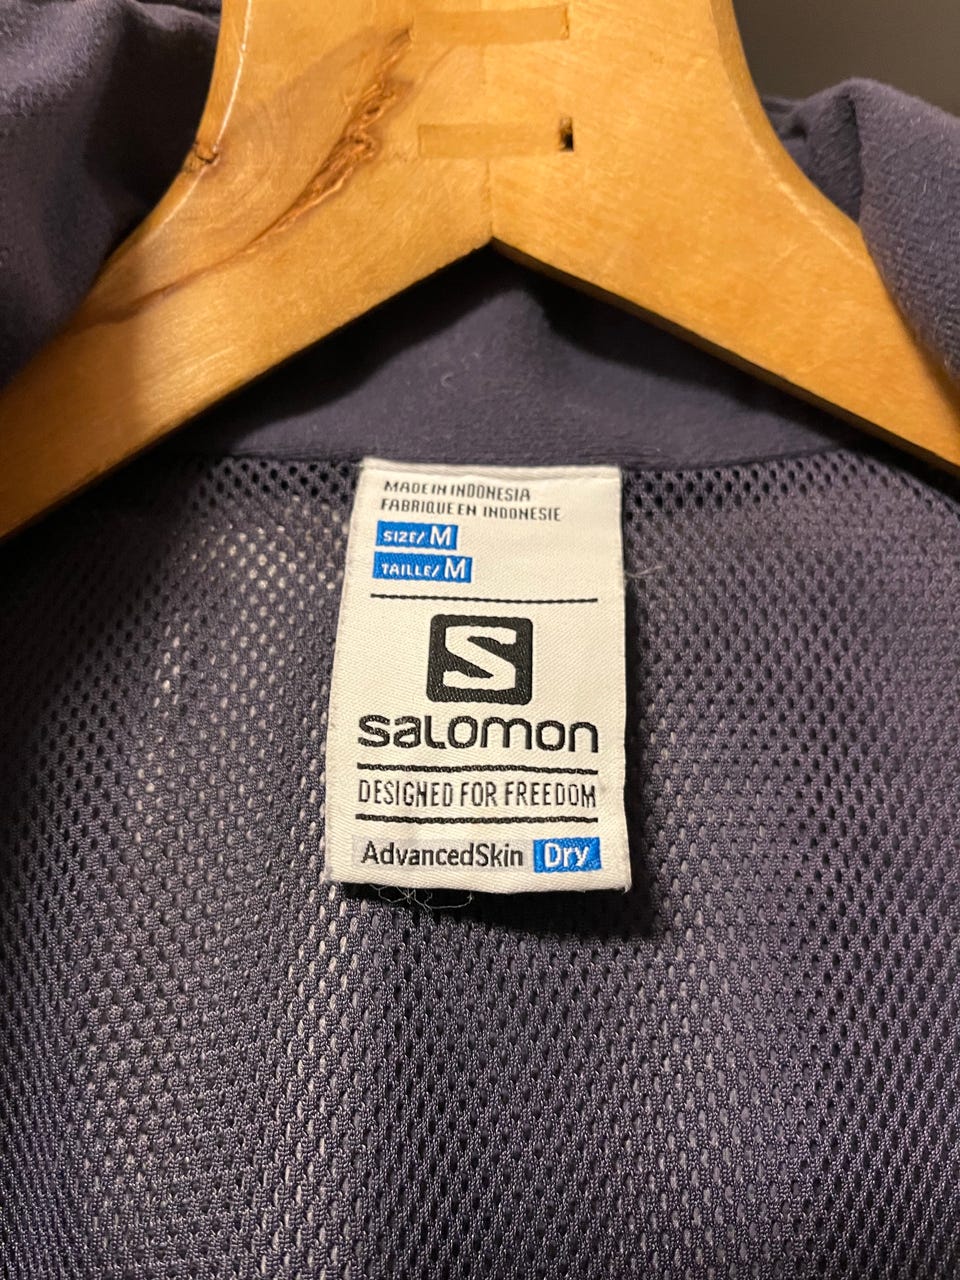 MADE IN INDONESIA
FABRIQUE EN INDONESIE
SIZE/ M
TAILLE/ M
S
SALOMON
DESIGNED FOR FREEDOM
AdvancedSkin Dry